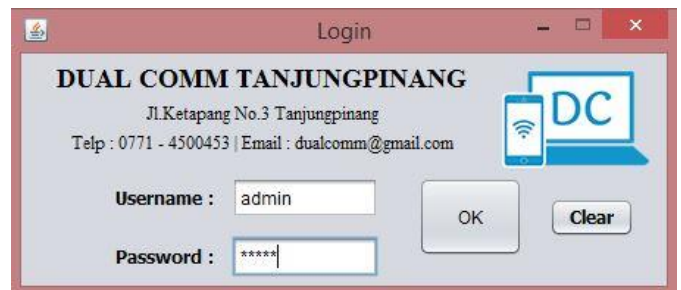 Login
DUAL COMM TANJUNGPINANG
Jl.Ketapang No.3 Tanjungpinang
Telp : 0771 - 4500453 | Email : dualcomm@gmail.com
DC
Username : admin
OK
Clear
Password : *****